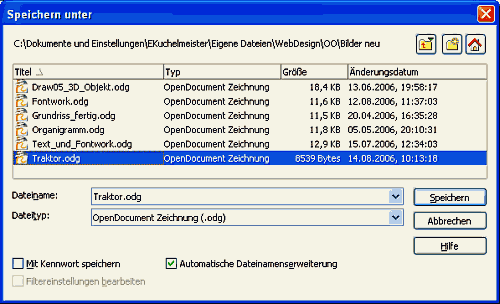 Speichern unter
C:\Dokumente und Einstellungen\EKuchelmeister\Eigene Dateien\WebDesign\OO\Bilder neu
Titel Typ Größe Änderungsdatum
Draw05_3D_Objekt.odg OpenDocument Zeichnung 18,4 KB 13.06.2006, 19:58:17
Fontwork.odg OpenDocument Zeichnung 11,6 KB 12.08.2006, 11:37:03
Grundriss_fertig.odg OpenDocument Zeichnung 11,5 KB 20.04.2006, 16:35:28
Organigramm.odg OpenDocument Zeichnung 11,8 KB 05.05.2006, 20:10:31
Text_und_Fontwork.odg OpenDocument Zeichnung 12,9 KB 15.07.2006, 12:34:03
Traktor.odg OpenDocument Zeichnung 8539 Bytes 14.08.2006, 10:13:18
Dateiname: Traktor.odg Speichern
Dateityp: OpenDocument Zeichnung (.odg) Abbrechen
Hilfe
Mit Kennwort speichern Automatische Dateinamenserweiterung
Filtereinstellungen bearbeiten